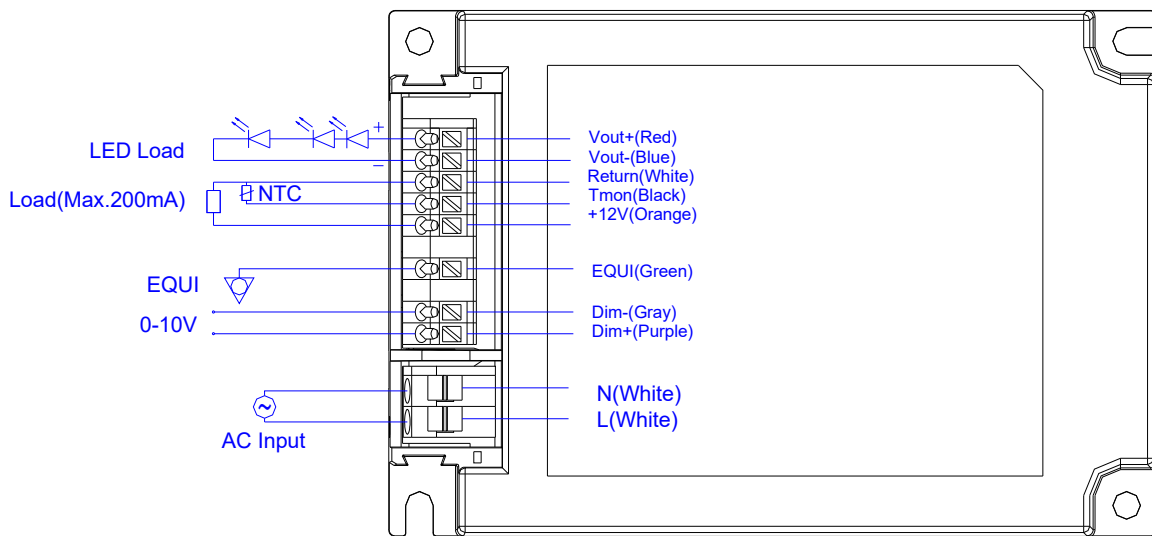 LED Load
+
–
Load(Max.200mA)
NTC
EQUI
0-10V
~
AC Input
Vout+(Red)
Vout-(Blue)
Return(White)
Tmon(Black)
+12V(Orange)
EQUI(Green)
Dim-(Gray)
Dim+(Purple)
N(White)
L(White)